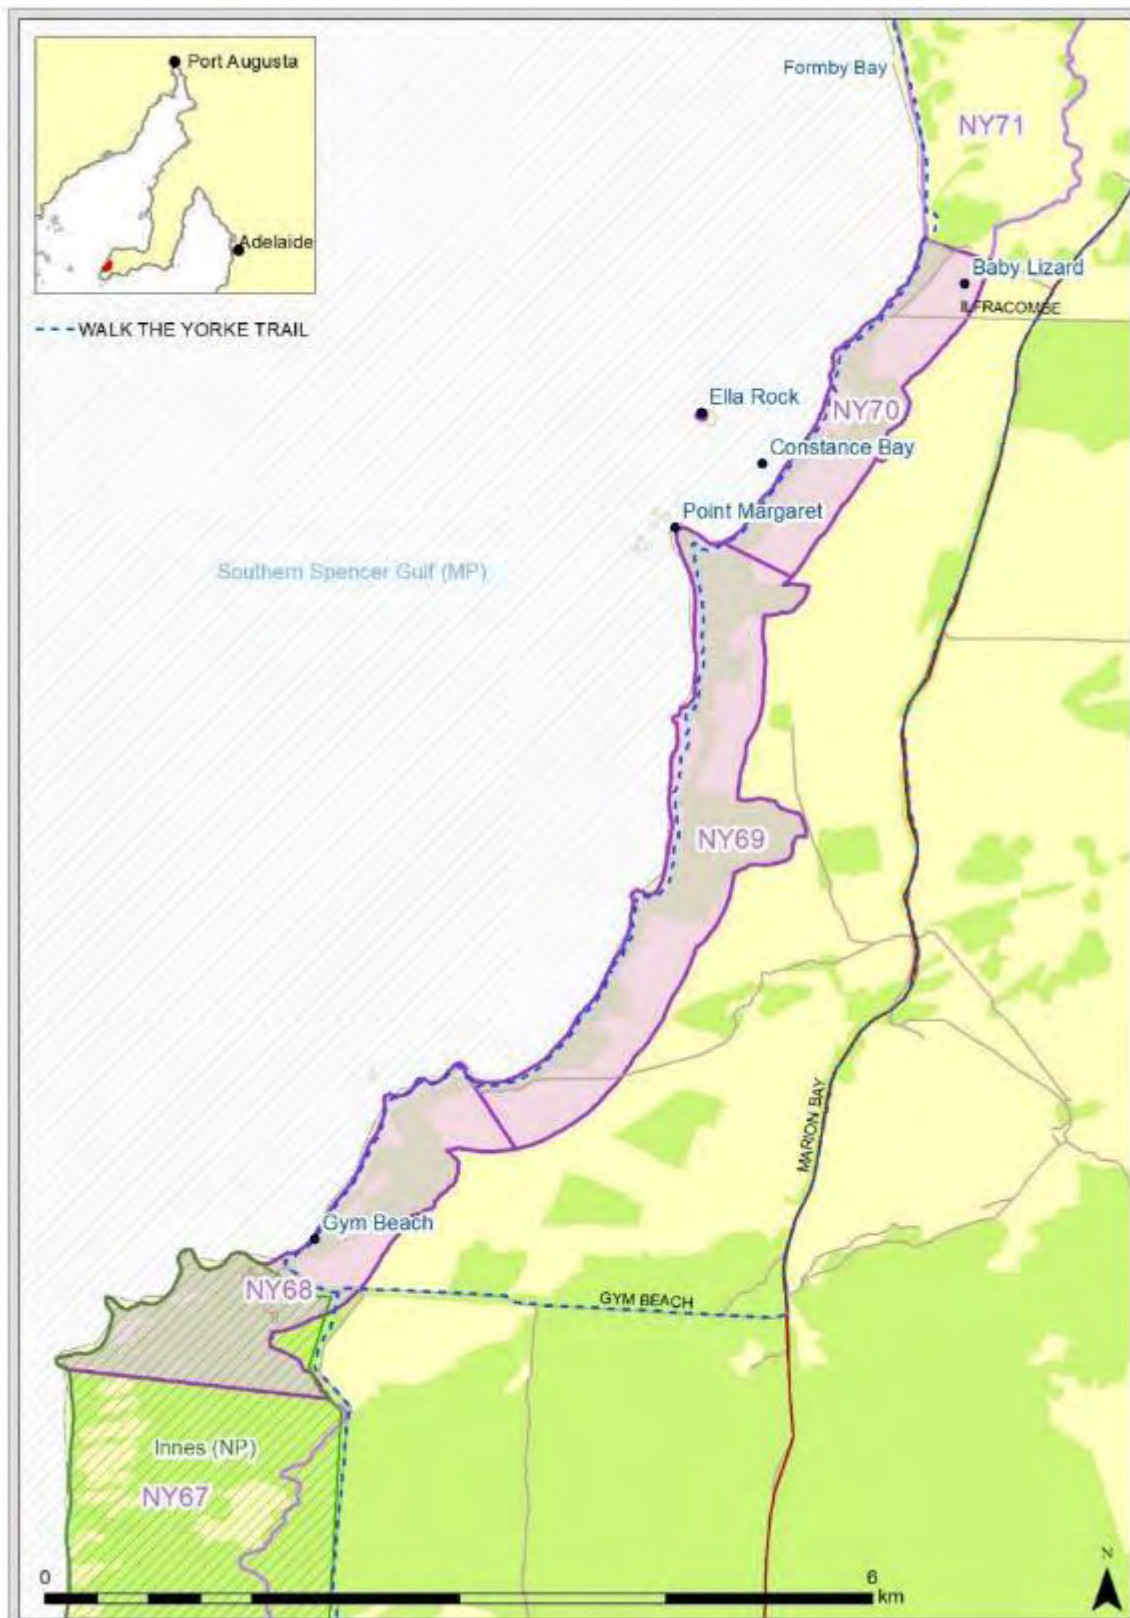 Port Augusta
Adelaide
WALK THE YORKE TRAIL
Formby Bay
NY71
Baby Lizard
ILFRACOMBE
Ella Rock
NY70
Constance Bay
Point Margaret
Southern Spencer Gulf (MP)
NY69
MARION BAY
Gym Beach
NY68
GYM BEACH
Innes (NP)
NY67
N
0
6
km